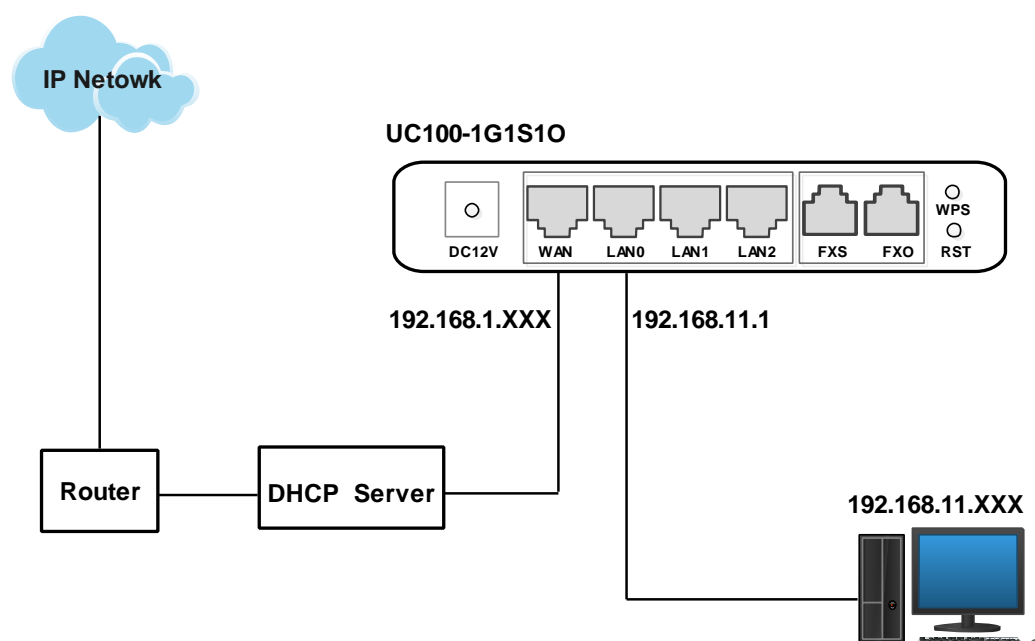 IP Netowk
UC100-1G1S1O
WPS
DC12V WAN LAN0 LAN1 LAN2 FXS FXO RST
192.168.1.XXX 192.168.11.1
Router DHCP Server
192.168.11.XXX